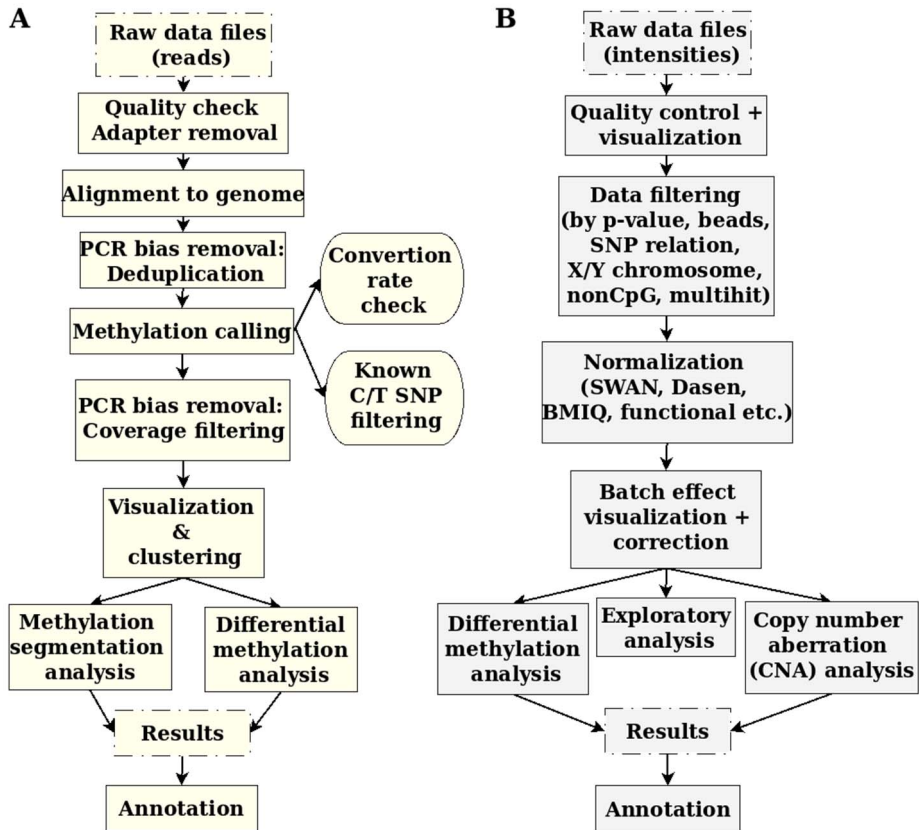 A
Raw data files
(reads)
Quality check
Adapter removal
Alignment to genome
PCR bias removal:
Deduplication
Methylation calling
Convertion
rate
check
Known
C/T SNP
filtering
PCR bias removal:
Coverage filtering
Visualization
&
clustering
Methylation
segmentation
analysis
Differential
methylation
analysis
Results
Annotation
B
Raw data files
(intensities)
Quality control +
visualization
Data filtering
(by p-value, beads,
SNP relation,
X/Y chromosome,
nonCpG, multihit)
Normalization
(SWAN, Dasen,
BMIQ, functional etc.)
Batch effect
visualization +
correction
Differential
methylation
analysis
Exploratory
analysis
Copy number
aberration
(CNA) analysis
Results
Annotation